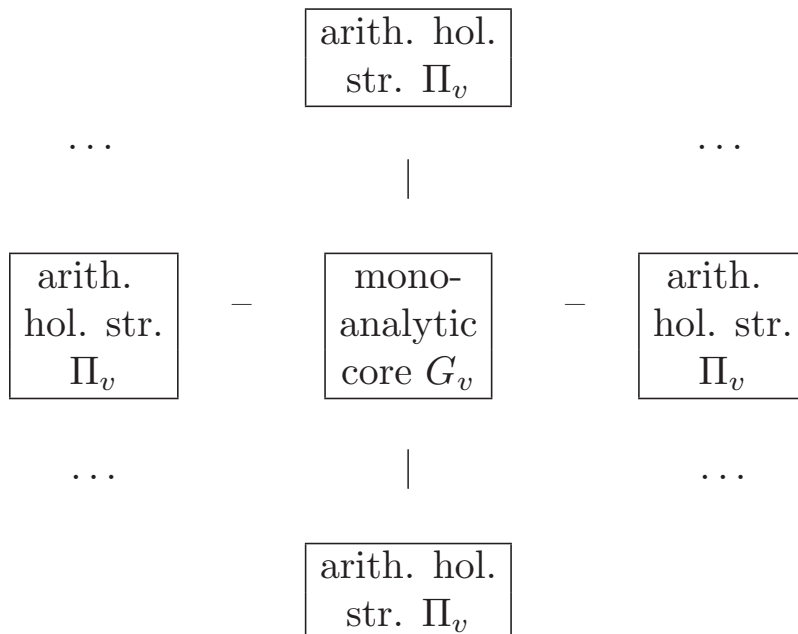 arith. hol.
str. Π_v
... ...
|
arith.
hol. str.
Π_v
–
mono-
analytic
core G_v
–
arith.
hol. str.
Π_v
... | ...
arith. hol.
str. Π_v